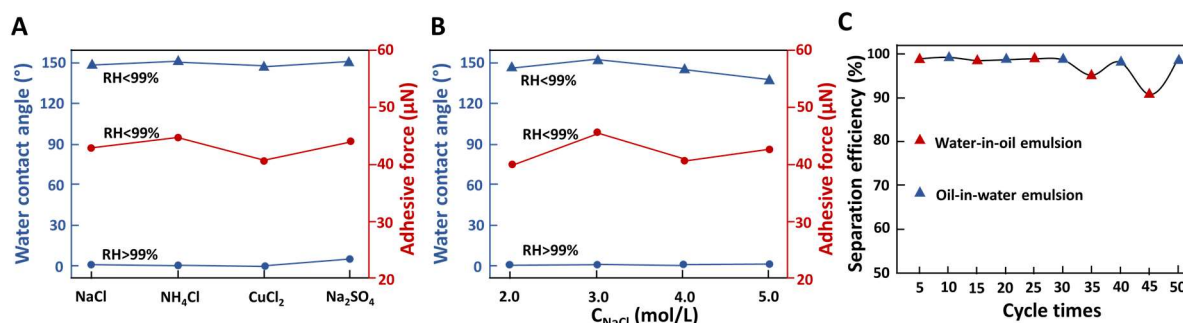 A
Water contact angle (°)
150
120
90
60
30
0
RH<99%
RH<99%
RH>99%
NaCl
NH₄Cl
CuCl₂
Na₂SO₄
60
50
40
30
20
Adhesive force (µN)
B
Water contact angle (°)
150
120
90
60
30
0
RH<99%
RH<99%
RH>99%
2.0
3.0
4.0
5.0
C_NaCl (mol/L)
60
50
40
30
20
Adhesive force (µN)
C
Separation efficiency (%)
100
90
80
70
60
50
Water-in-oil emulsion
Oil-in-water emulsion
5 10 15 20 25 30 35 40 45 50
Cycle times